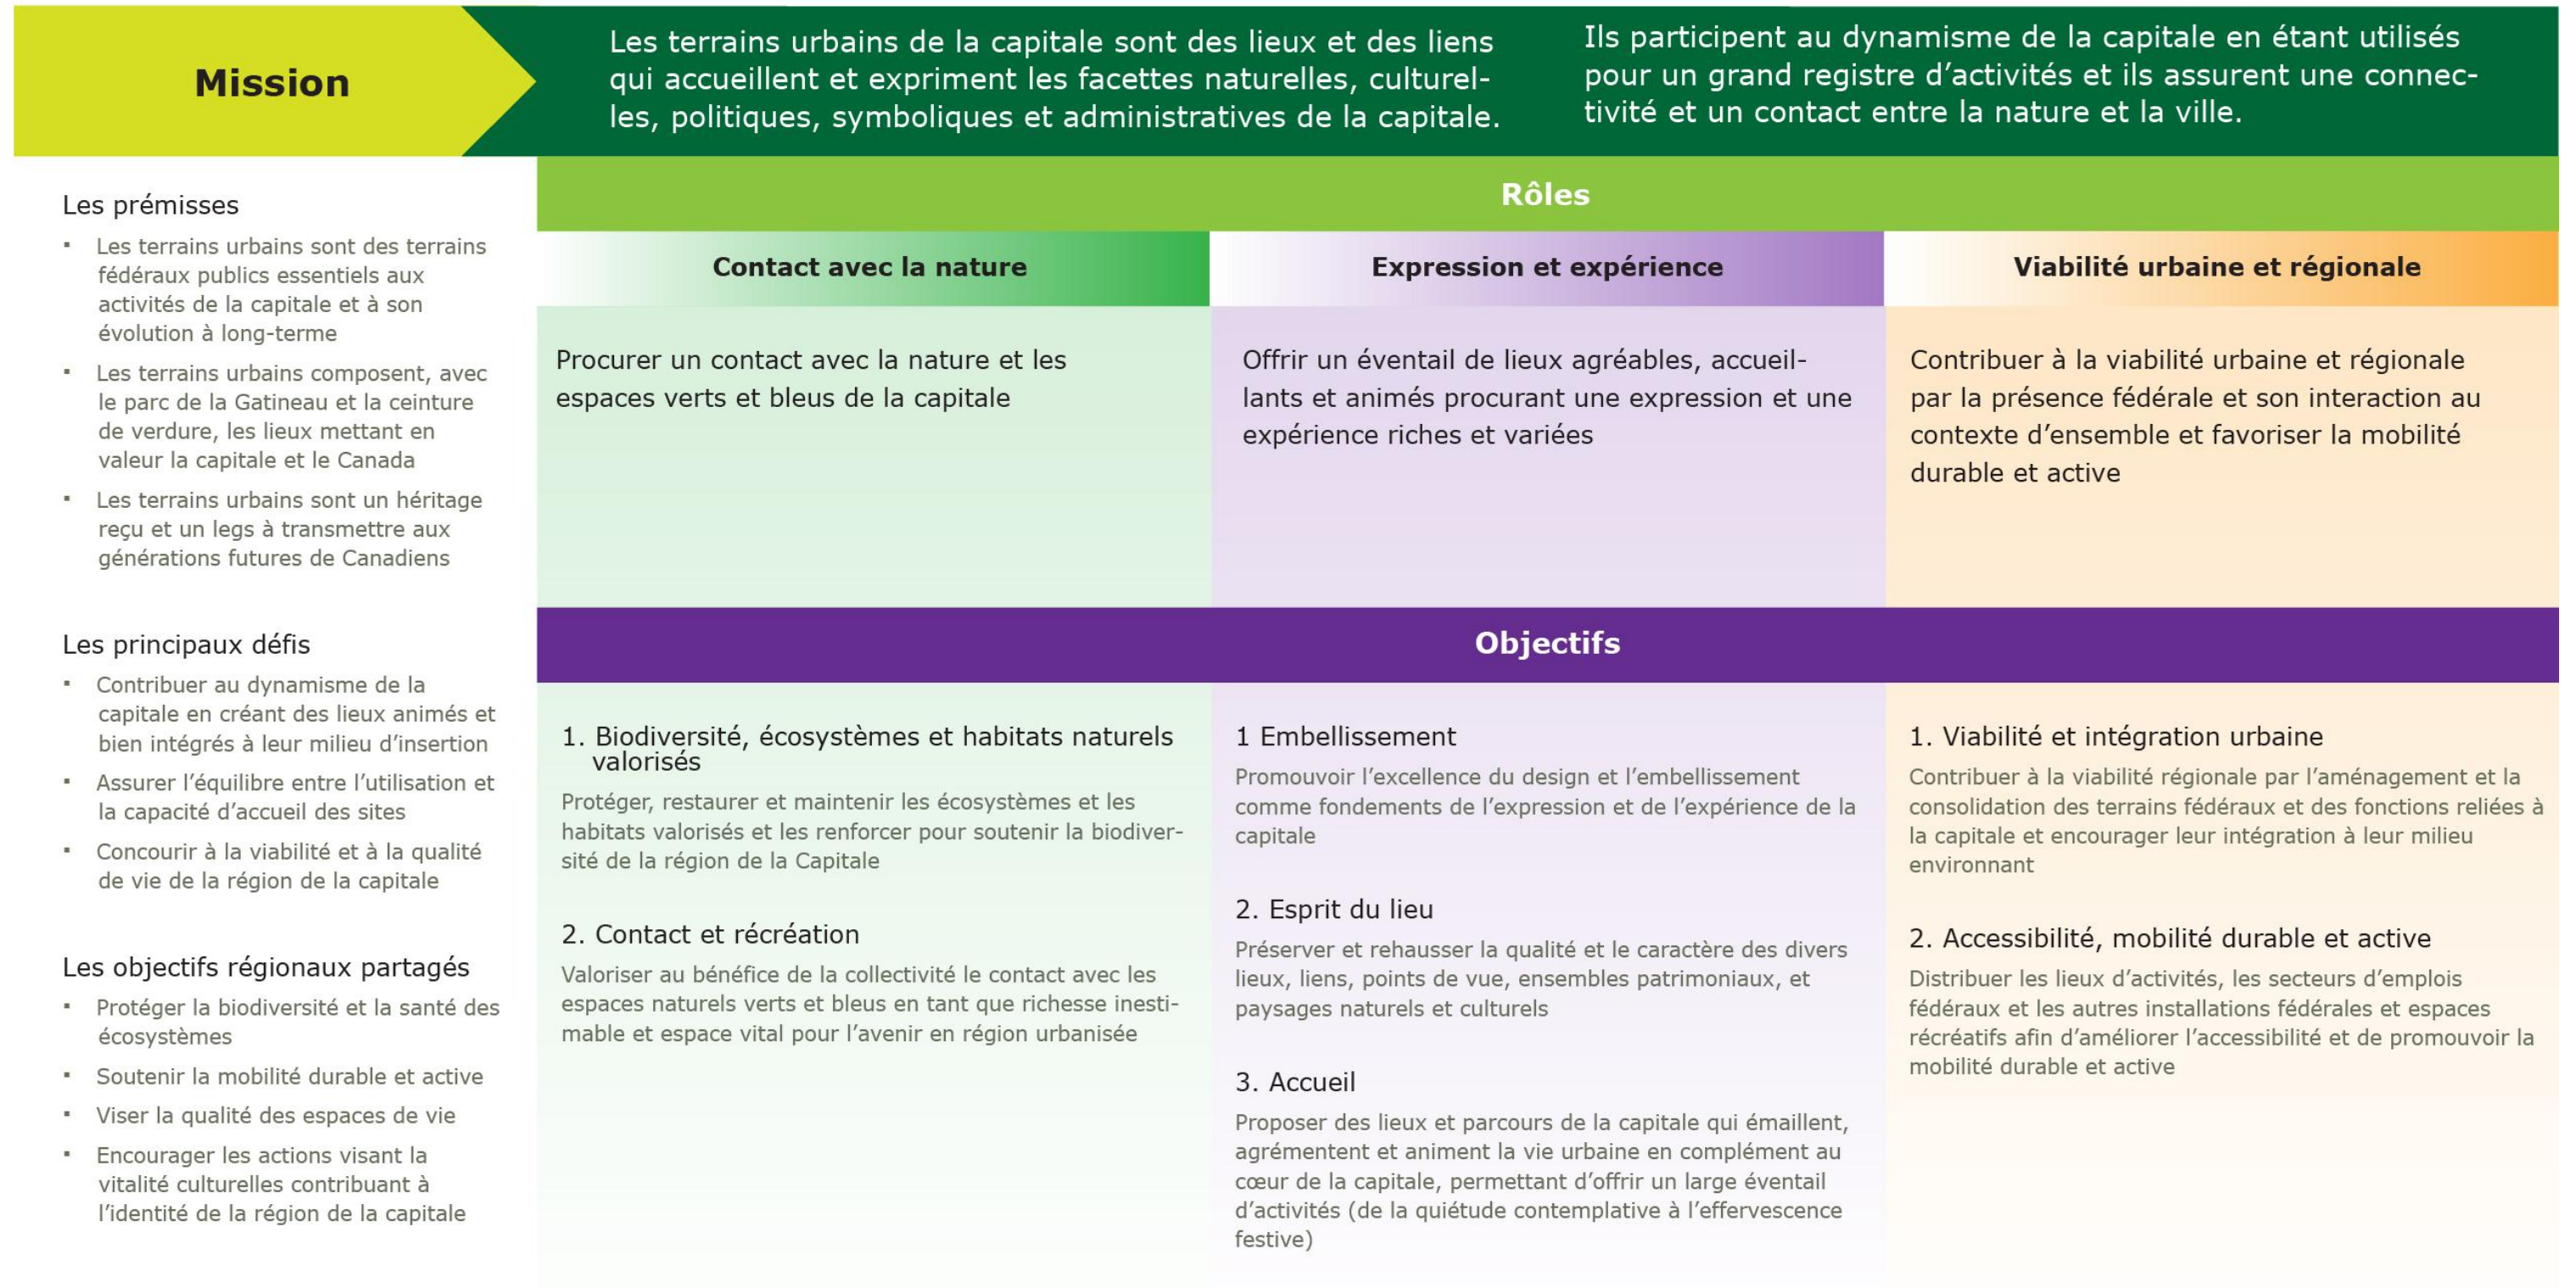 Mission
Les terrains urbains de la capitale sont des lieux et des liens
qui accueillent et expriment les facettes naturelles, culturel-
les, politiques, symboliques et administratives de la capitale.
Ils participent au dynamisme de la capitale en étant utilisés
pour un grand registre d’activités et ils assurent une connec-
tivité et un contact entre la nature et la ville.
Les prémisses
▪ Les terrains urbains sont des terrains
fédéraux publics essentiels aux
activités de la capitale et à son
évolution à long-terme
▪ Les terrains urbains composent, avec
le parc de la Gatineau et la ceinture
de verdure, les lieux mettant en
valeur la capitale et le Canada
▪ Les terrains urbains sont un héritage
reçu et un legs à transmettre aux
générations futures de Canadiens
Les principaux défis
▪ Contribuer au dynamisme de la
capitale en créant des lieux animés et
bien intégrés à leur milieu d’insertion
▪ Assurer l’équilibre entre l’utilisation et
la capacité d’accueil des sites
▪ Concourir à la viabilité et à la qualité
de vie de la région de la capitale
Les objectifs régionaux partagés
▪ Protéger la biodiversité et la santé des
écosystèmes
▪ Soutenir la mobilité durable et active
▪ Viser la qualité des espaces de vie
▪ Encourager les actions visant la
vitalité culturelles contribuant à
l’identité de la région de la capitale
Rôles
Contact avec la nature
Procurer un contact avec la nature et les
espaces verts et bleus de la capitale
Expression et expérience
Offrir un éventail de lieux agréables, accueil-
lants et animés procurant une expression et une
expérience riches et variées
Viabilité urbaine et régionale
Contribuer à la viabilité urbaine et régionale
par la présence fédérale et son interaction au
contexte d’ensemble et favoriser la mobilité
durable et active
Objectifs
1. Biodiversité, écosystèmes et habitats naturels
valorisés
Protéger, restaurer et maintenir les écosystèmes et les
habitats valorisés et les renforcer pour soutenir la biodiver-
sité de la région de la Capitale
2. Contact et récréation
Valoriser au bénéfice de la collectivité le contact avec les
espaces naturels verts et bleus en tant que richesse inesti-
mable et espace vital pour l’avenir en région urbanisée
1 Embellissement
Promouvoir l’excellence du design et l’embellissement
comme fondements de l’expression et de l’expérience de la
capitale
2. Esprit du lieu
Préserver et rehausser la qualité et le caractère des divers
lieux, liens, points de vue, ensembles patrimoniaux, et
paysages naturels et culturels
3. Accueil
Proposer des lieux et parcours de la capitale qui émaillent,
agrémentent et animent la vie urbaine en complément au
cœur de la capitale, permettant d’offrir un large éventail
d’activités (de la quiétude contemplative à l’effervescence
festive)
1. Viabilité et intégration urbaine
Contribuer à la viabilité régionale par l’aménagement et la
consolidation des terrains fédéraux et des fonctions reliées à
la capitale et encourager leur intégration à leur milieu
environnant
2. Accessibilité, mobilité durable et active
Distribuer les lieux d’activités, les secteurs d’emplois
fédéraux et les autres installations fédérales et espaces
récréatifs afin d’améliorer l’accessibilité et de promouvoir la
mobilité durable et active